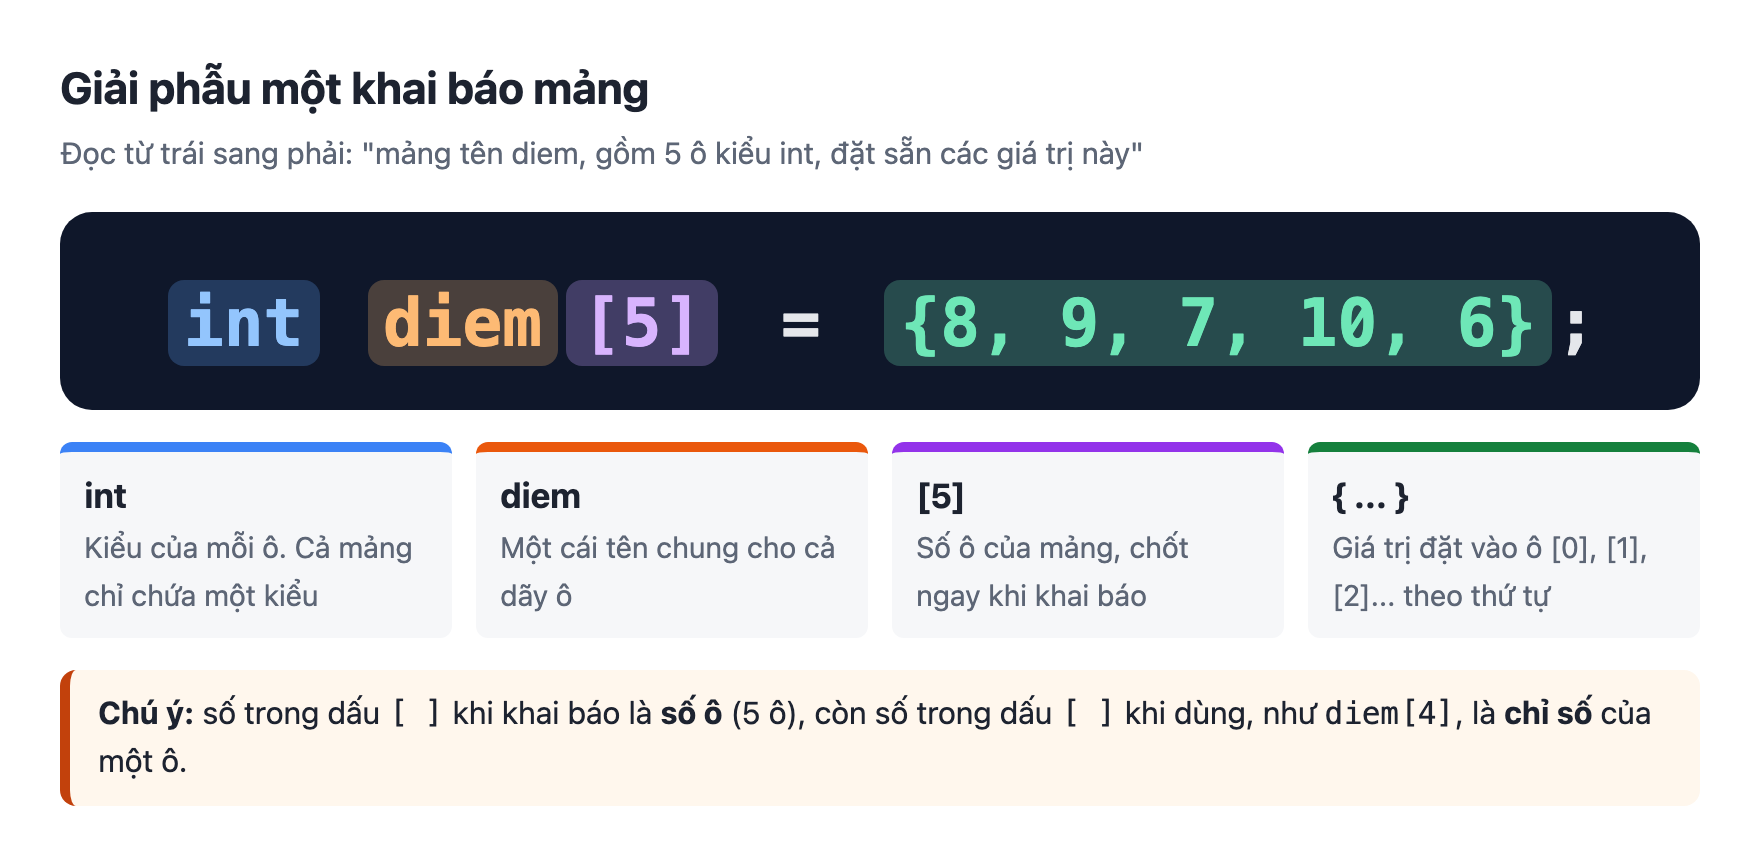 Giải phẫu một khai báo mảng
Đọc từ trái sang phải: "mảng tên diem, gồm 5 ô kiểu int, đặt sẵn các giá trị này"
int diem[5] = {8, 9, 7, 10, 6};
int
Kiểu của mỗi ô. Cả mảng
chỉ chứa một kiểu
diem
Một cái tên chung cho cả
dãy ô
[5]
Số ô của mảng, chốt
ngay khi khai báo
{ ... }
Giá trị đặt vào ô [0], [1],
[2]... theo thứ tự
Chú ý: số trong dấu [ ] khi khai báo là số ô (5 ô), còn số trong dấu [ ] khi dùng, như diem[4], là chỉ số của
một ô.